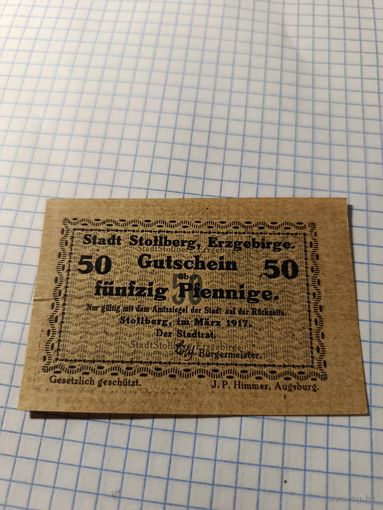 Stadt Stollberg, Erzgebirge.
50 Gutschein 50
über
fünfzig Pfennige.
Nur gültig mit dem Amtssiegel der Stadt auf der Rückseite.
Stollberg, im März 1917.
Der Stadtrat.
Bürgermeister.
Gesetzlich geschützt. J. P. Himmer, Augsburg.